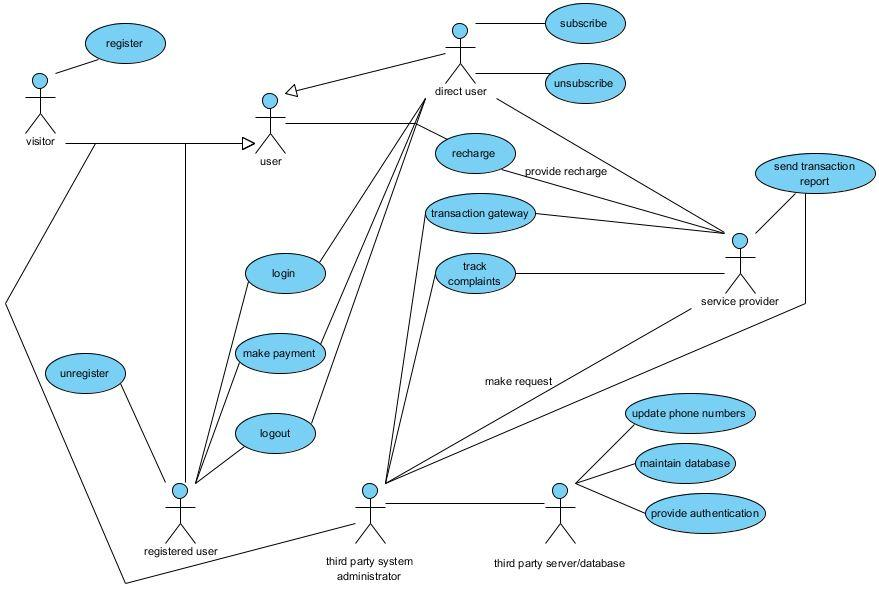 subscribe
register
unsubscribe
direct user
visitor
user
recharge
provide recharge
send transaction
report
transaction gateway
login
track
complaints
service provider
make payment
unregister
make request
update phone numbers
logout
maintain database
provide authentication
registered user
third party system
administrator
third party server/database